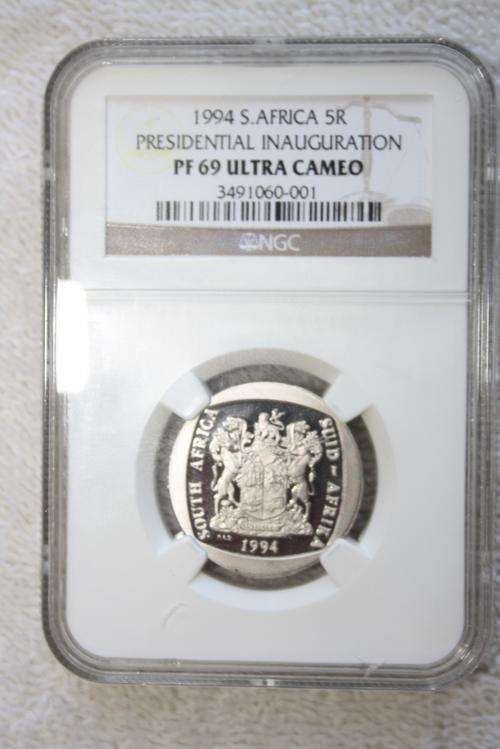 1994 S.AFRICA 5R
PRESIDENTIAL INAUGURATION
PF 69 ULTRA CAMEO
3491060-001
NGC
SOUTH AFRICA
SUID-AFRIKA
1994